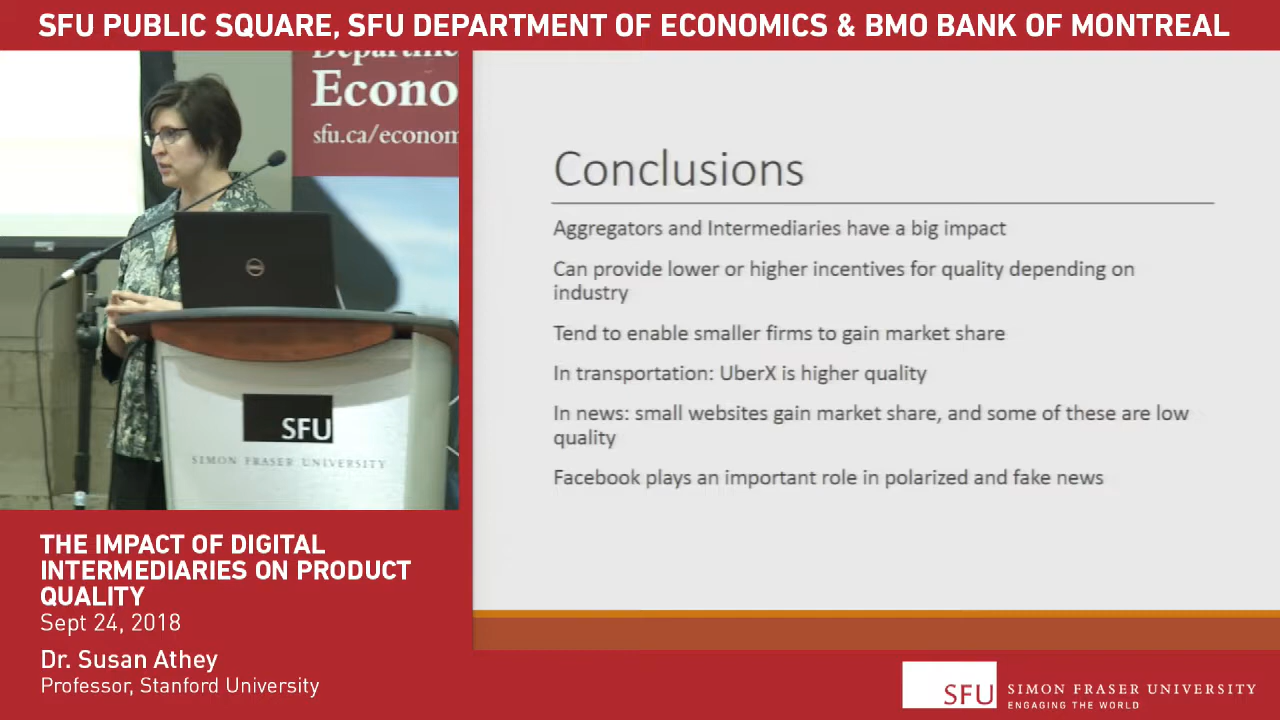 SFU PUBLIC SQUARE, SFU DEPARTMENT OF ECONOMICS & BMO BANK OF MONTREAL
Departme
Econo
sfu.ca/econom
SFU
SIMON FRASER UNIVERSITY
Conclusions
Aggregators and Intermediaries have a big impact
Can provide lower or higher incentives for quality depending on
industry
Tend to enable smaller firms to gain market share
In transportation: UberX is higher quality
In news: small websites gain market share, and some of these are low
quality
Facebook plays an important role in polarized and fake news
THE IMPACT OF DIGITAL
INTERMEDIARIES ON PRODUCT
QUALITY
Sept 24, 2018
Dr. Susan Athey
Professor, Stanford University
SFU
SIMON FRASER UNIVERSITY
ENGAGING THE WORLD